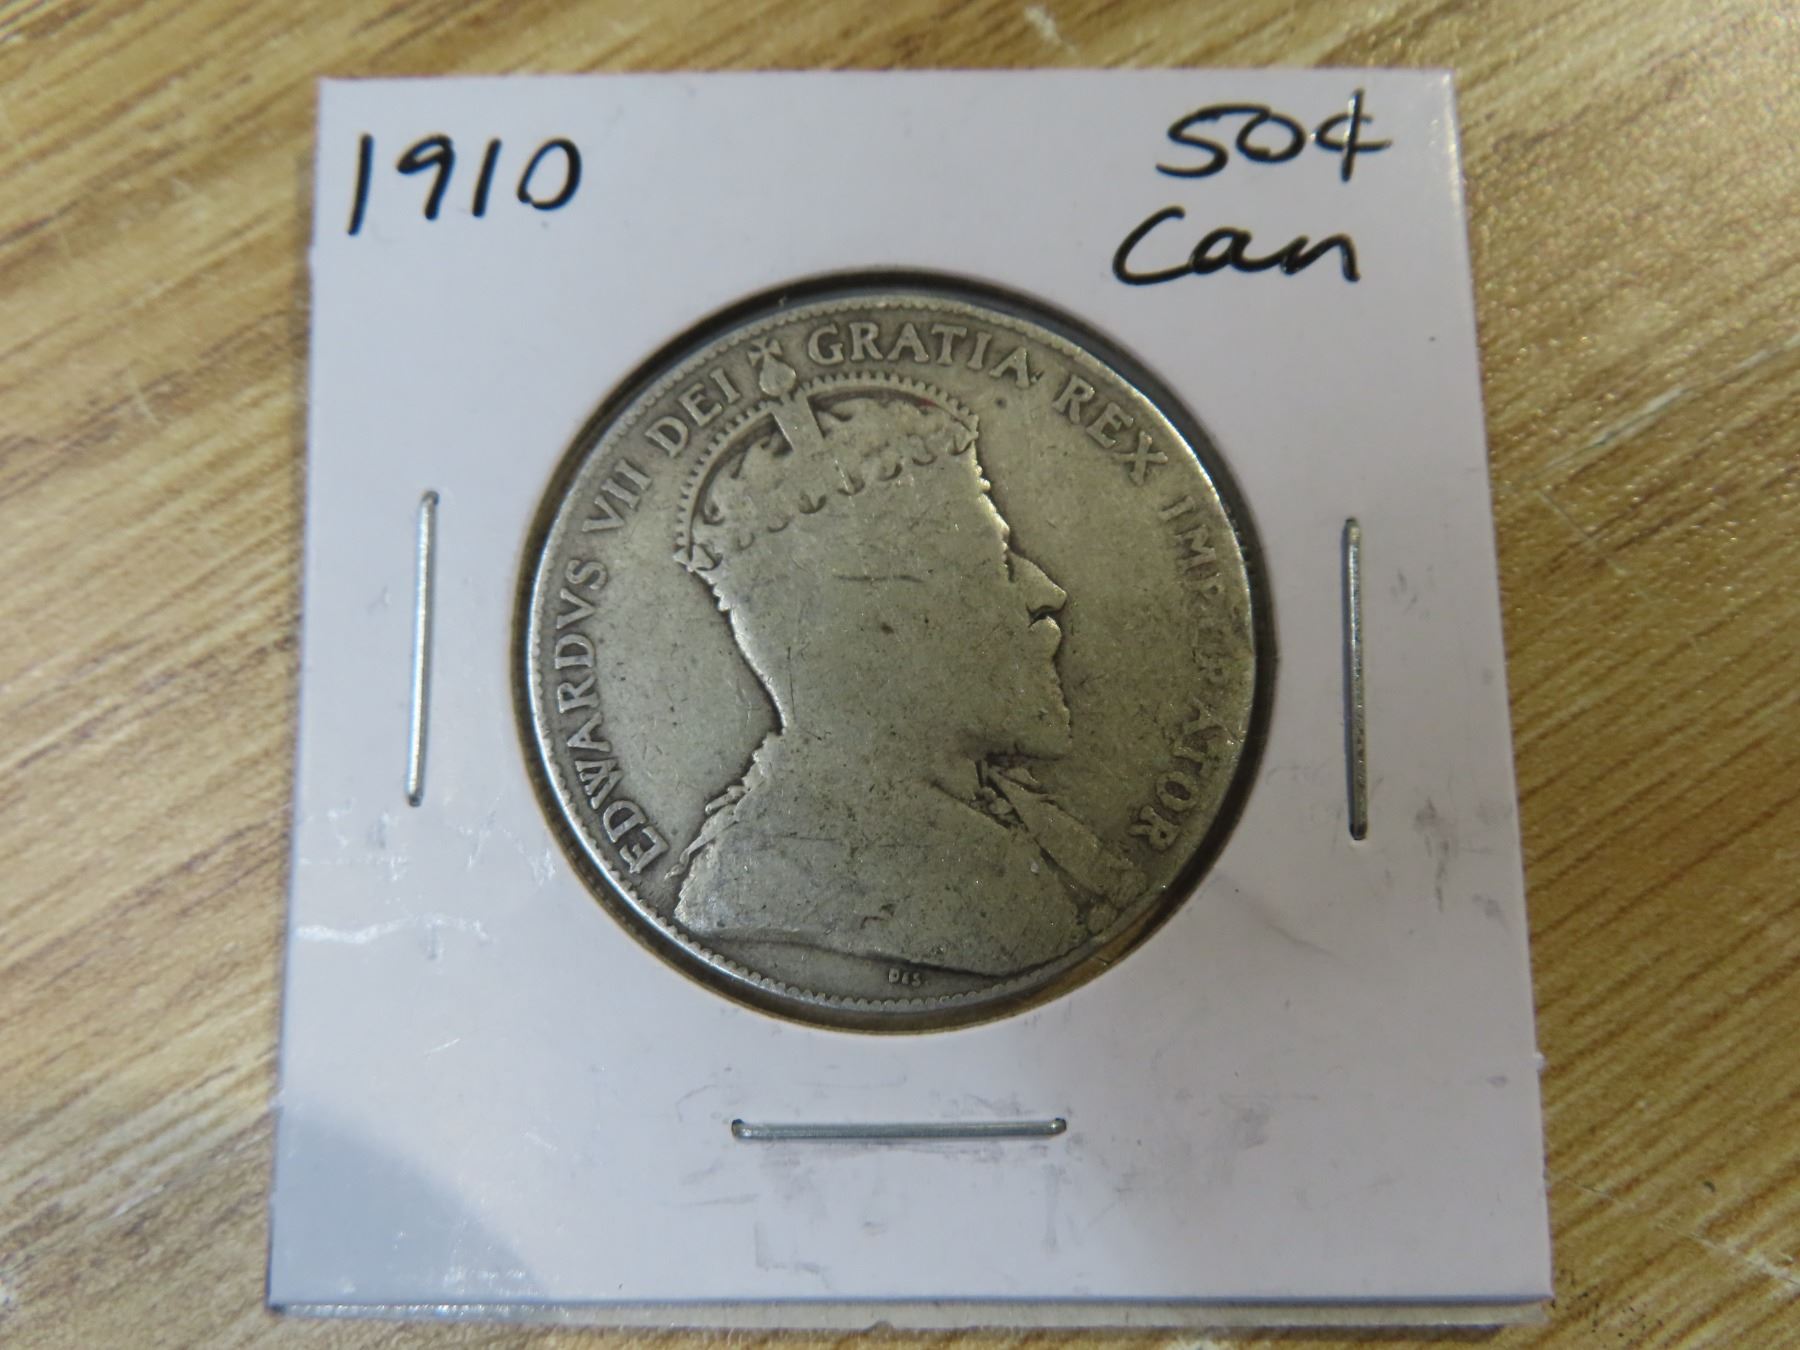 1910
50¢
Can
EDWARDVS VII DEI GRATIA REX IMPERATOR
DES.